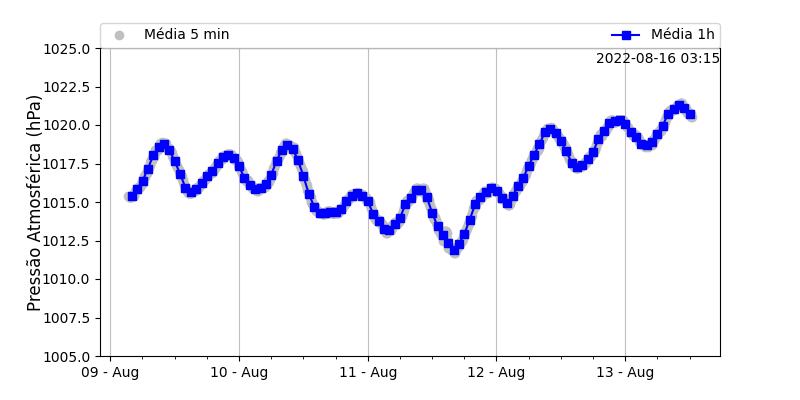 Média 5 min
Média 1h
2022-08-16 03:15
Pressão Atmosférica (hPa)
1025.0
1022.5
1020.0
1017.5
1015.0
1012.5
1010.0
1007.5
1005.0
09 - Aug
10 - Aug
11 - Aug
12 - Aug
13 - Aug